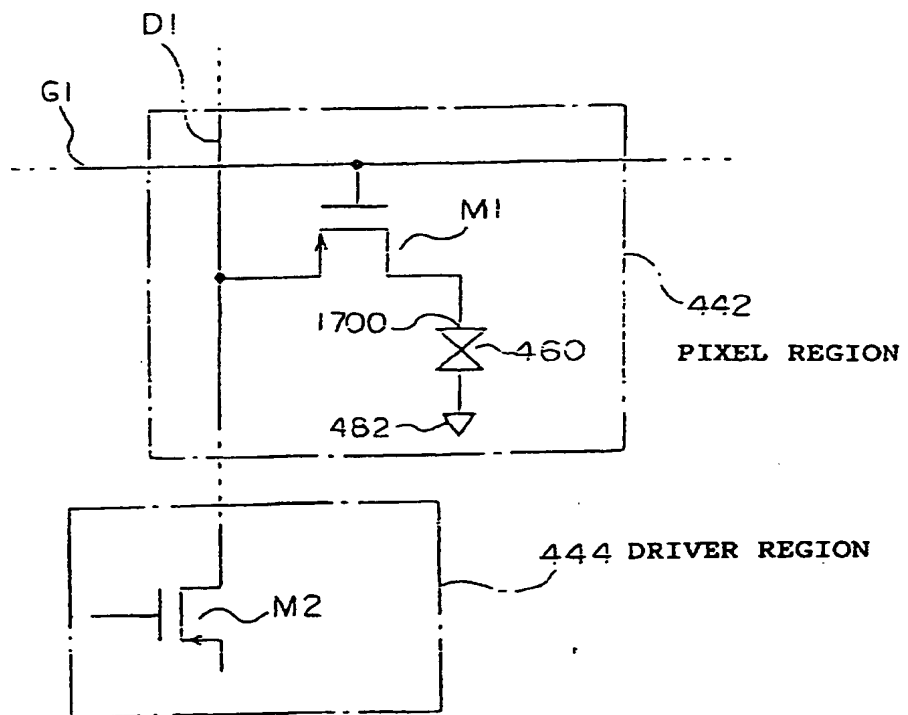 D1
G1
M1
442
PIXEL REGION
1700
460
482
444 DRIVER REGION
M2